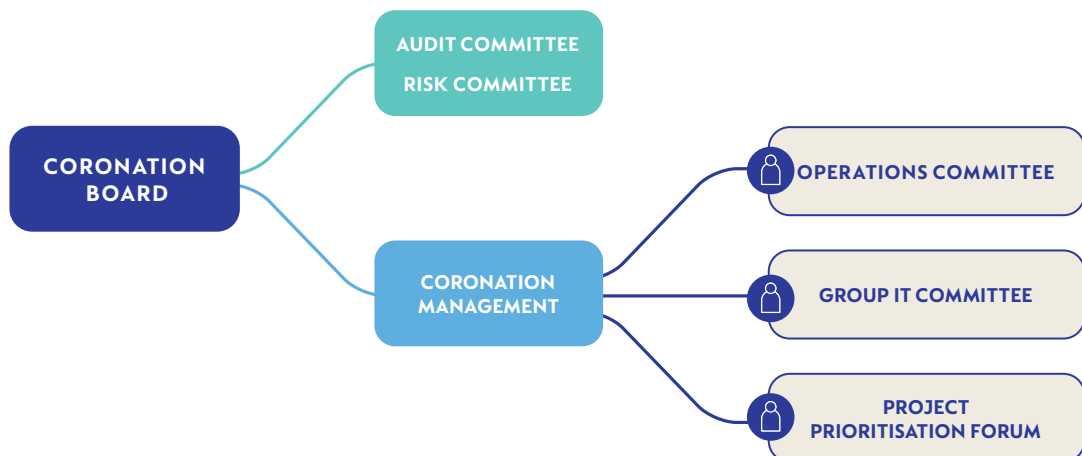 AUDIT COMMITTEE
RISK COMMITTEE
CORONATION
BOARD
OPERATIONS COMMITTEE
CORONATION
MANAGEMENT
GROUP IT COMMITTEE
PROJECT
PRIORITISATION FORUM